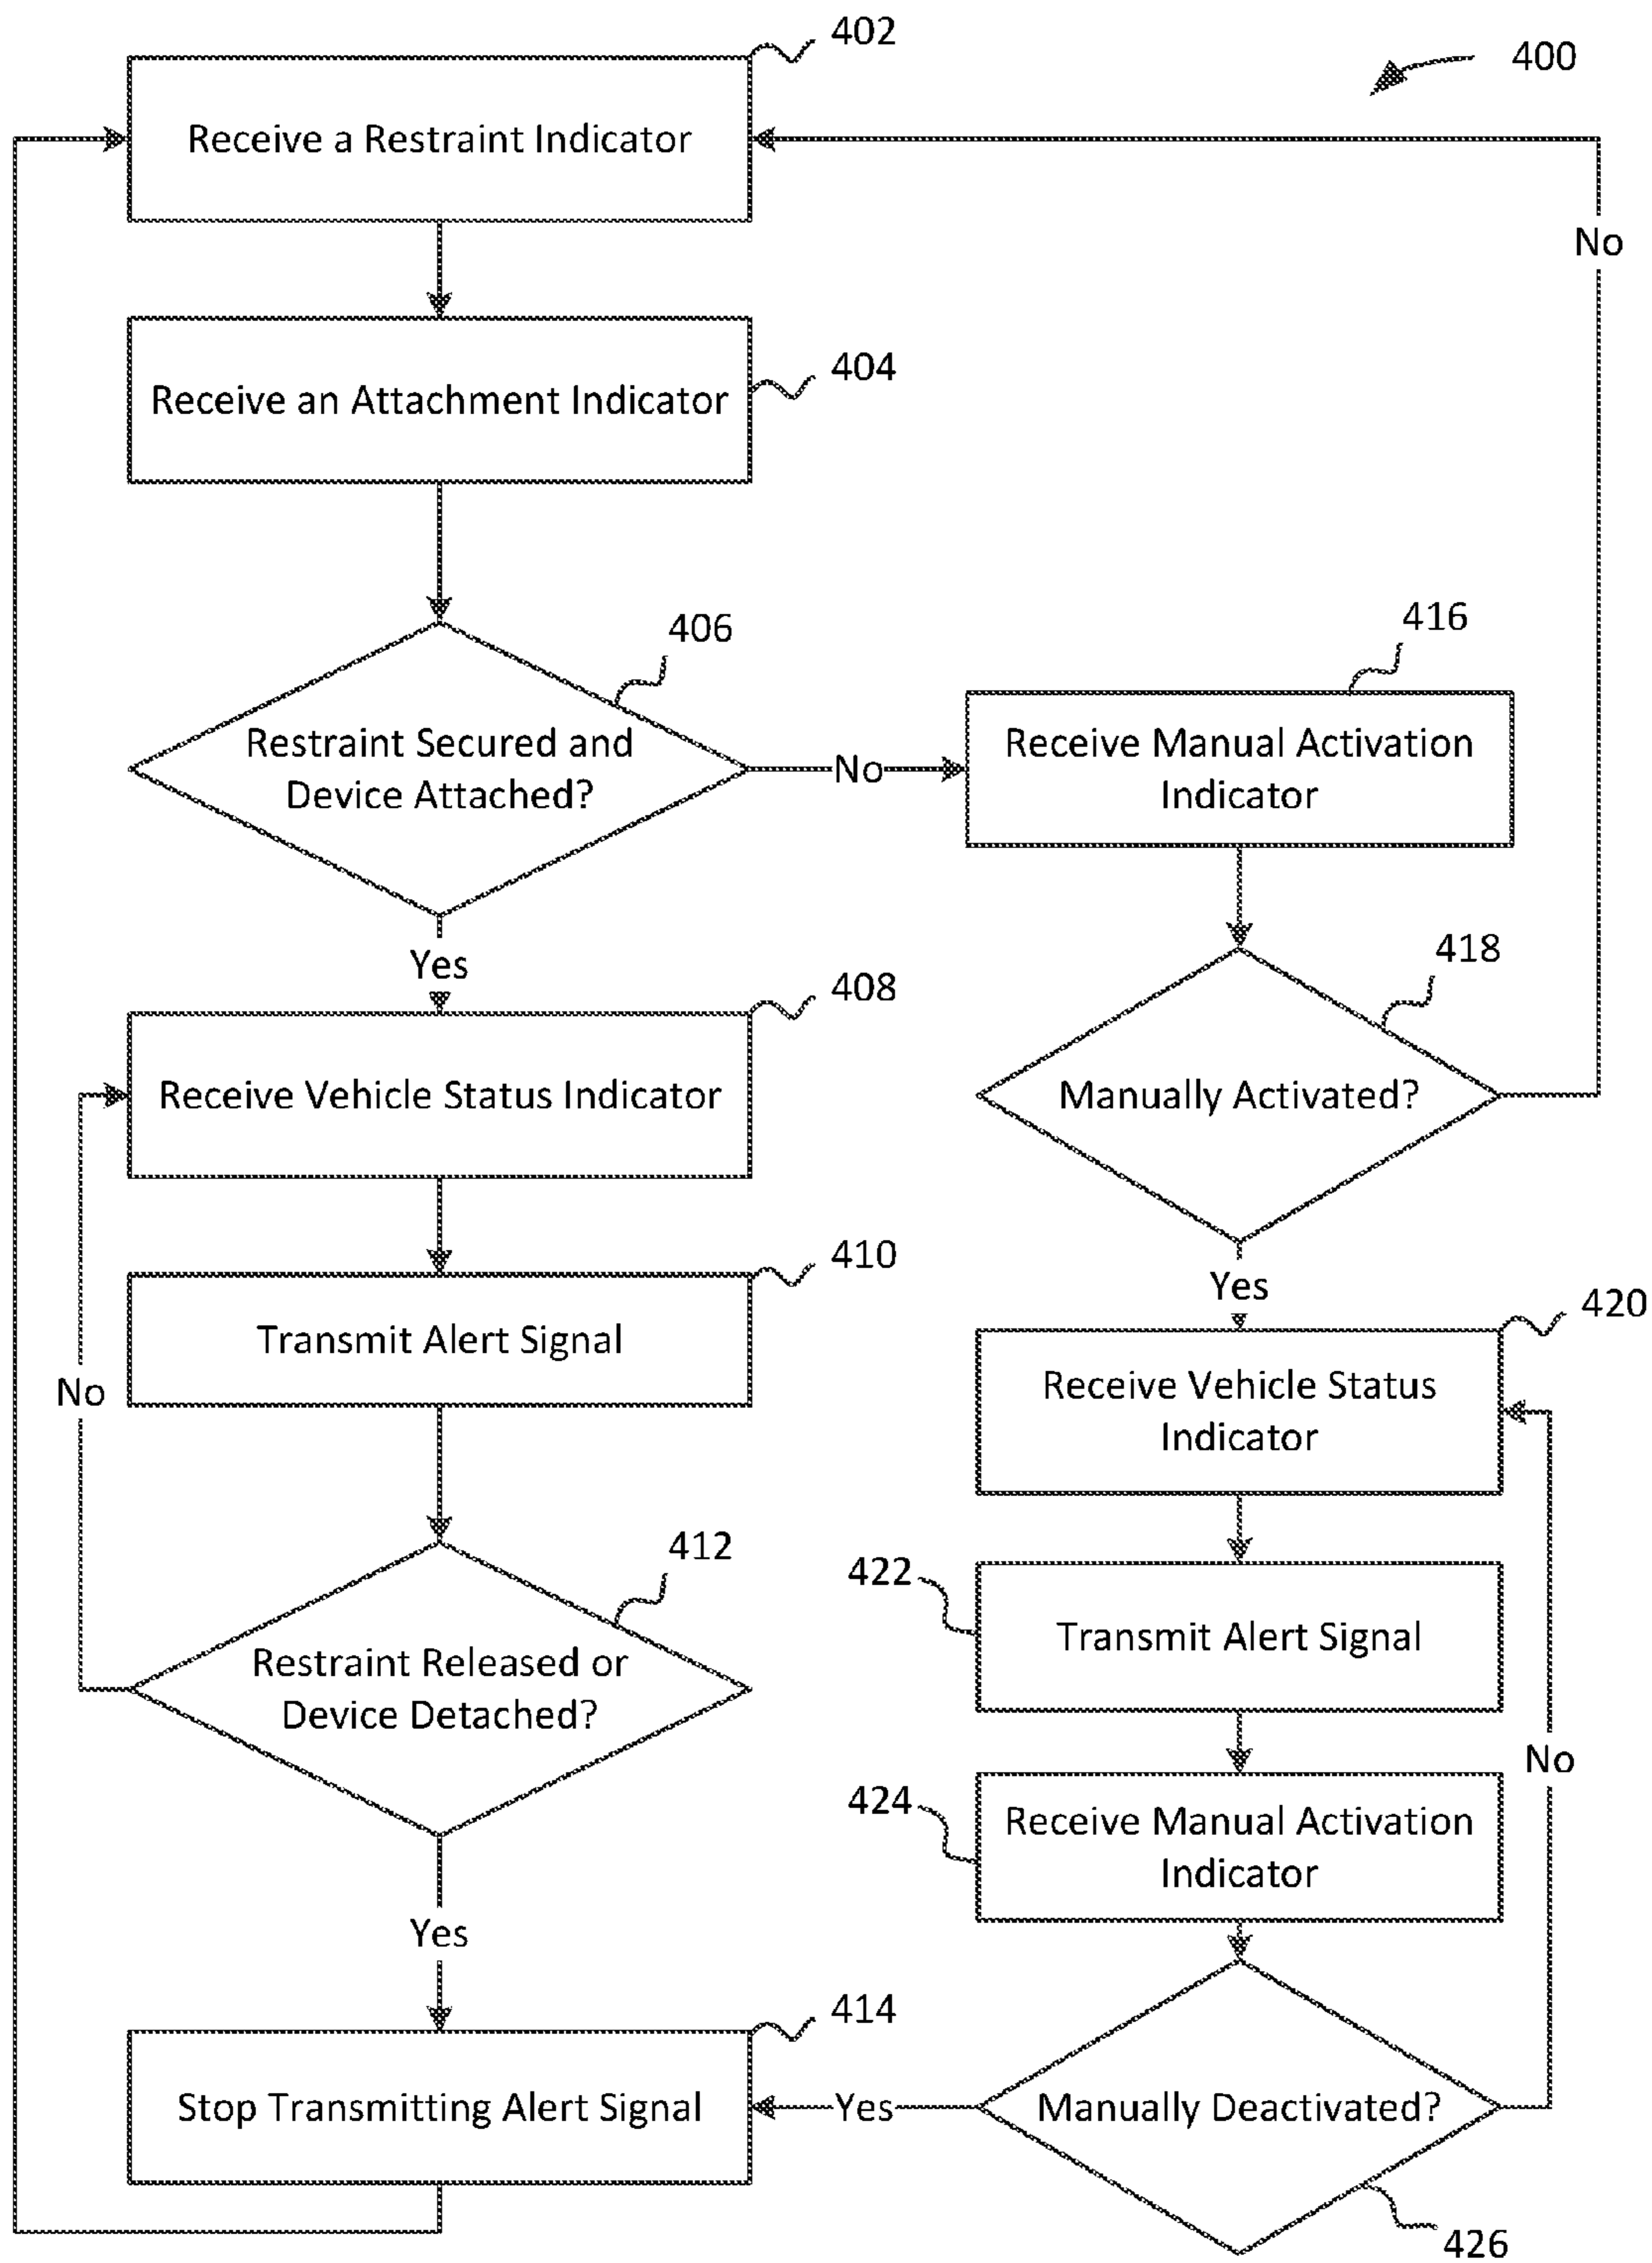 402
400
Receive a Restraint Indicator
No
404
Receive an Attachment Indicator
406
Restraint Secured and
Device Attached?
No
416
Receive Manual Activation
Indicator
418
Manually Activated?
Yes
408
Receive Vehicle Status Indicator
410
Transmit Alert Signal
No
412
Restraint Released or
Device Detached?
Yes
414
Stop Transmitting Alert Signal
Yes
420
Receive Vehicle Status
Indicator
422
Transmit Alert Signal
424
Receive Manual Activation
Indicator
No
Yes
Manually Deactivated?
426